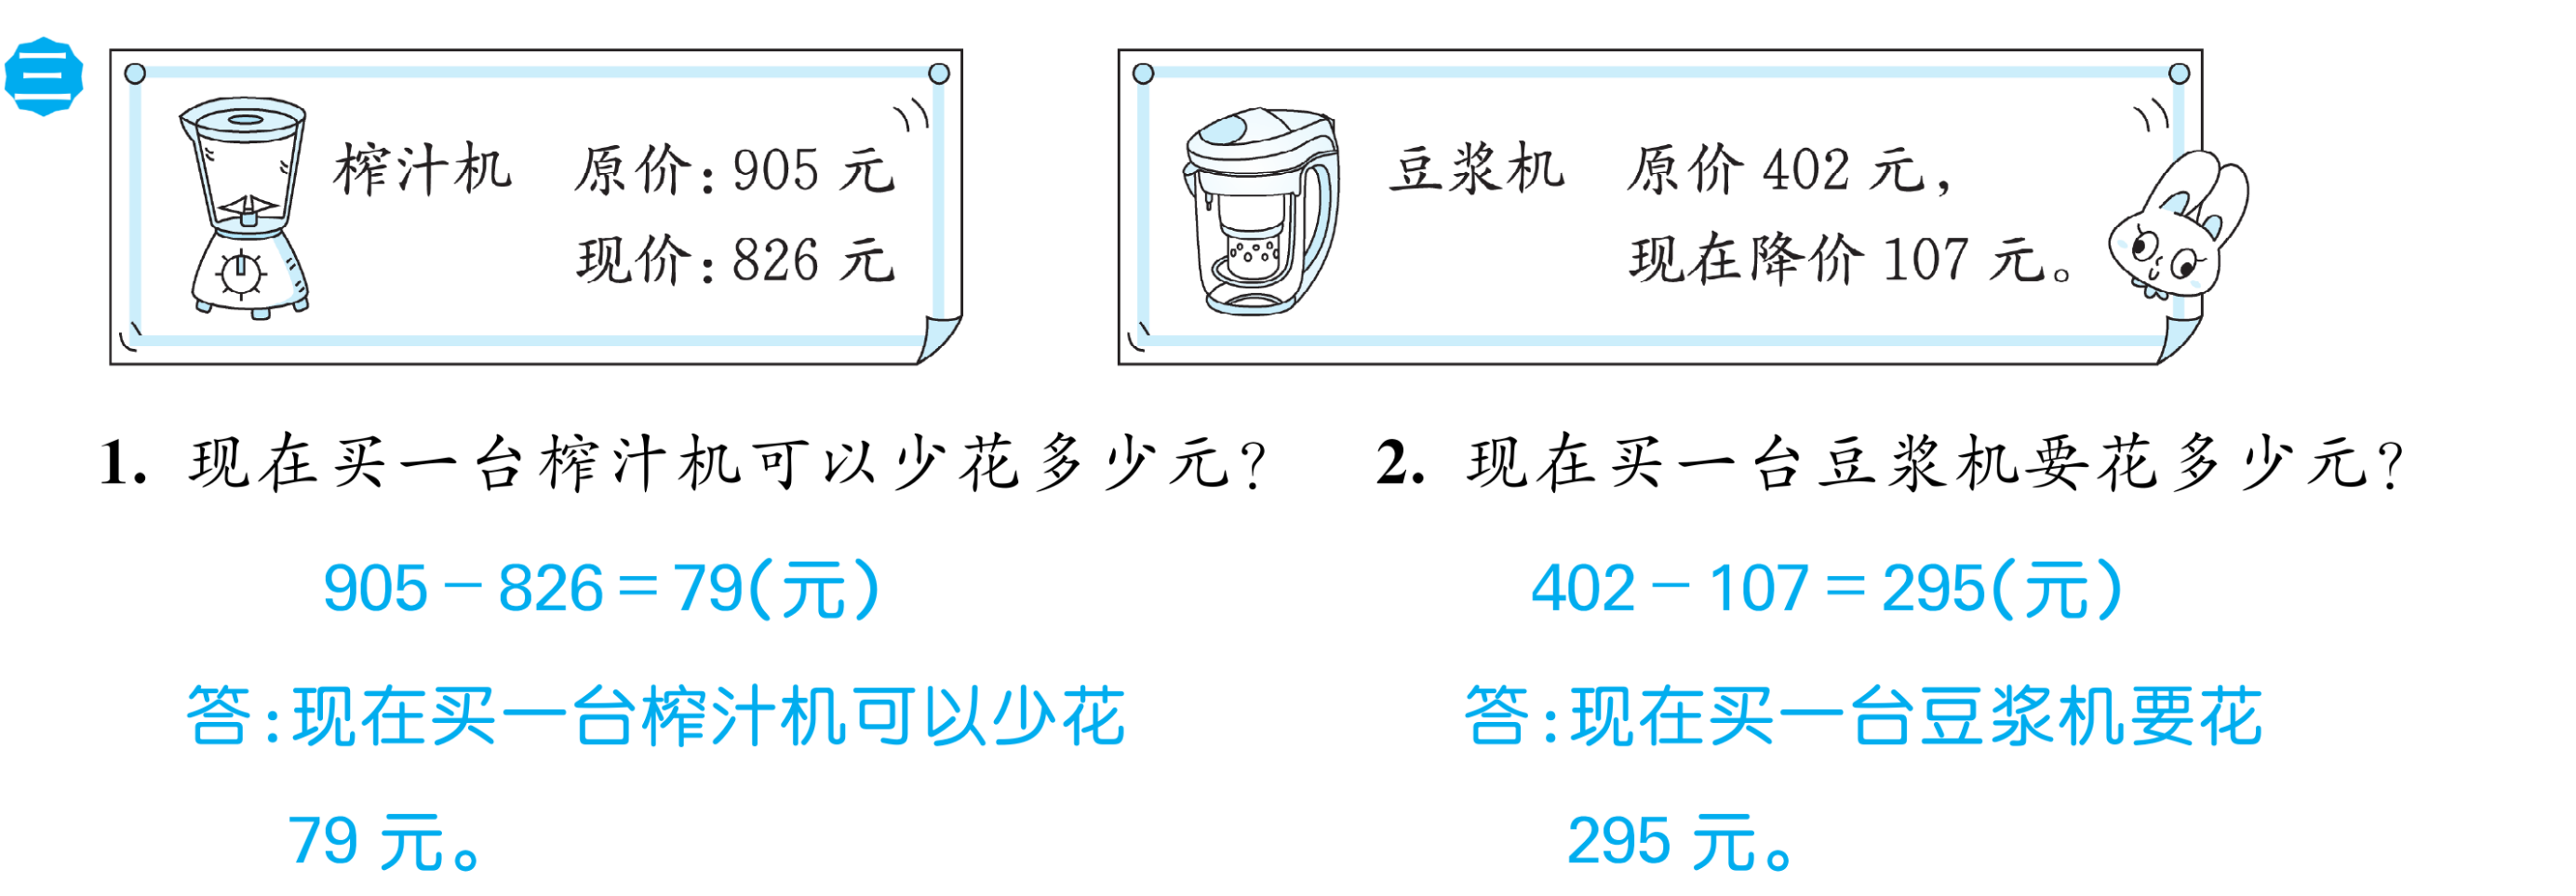 三
榨汁机 原价：905 元
现价：826 元
豆浆机 原价 402 元，
现在降价 107 元。
1. 现在买一台榨汁机可以少花多少元？
905－826＝79(元)
答：现在买一台榨汁机可以少花
79 元。
2. 现在买一台豆浆机要花多少元？
402－107＝295(元)
答：现在买一台豆浆机要花
295 元。